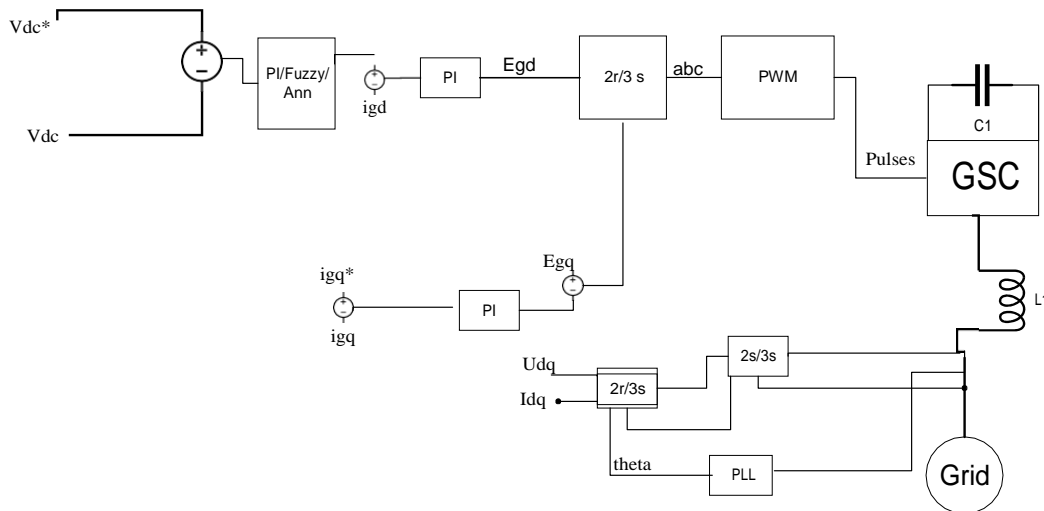 Vdc*
Vdc
PI/Fuzzy/
Ann
igd
PI
Egd
2r/3 s
abc
PWM
Pulses
C1
GSC
igq*
igq
PI
Egq
L1
Udq
Idq
2r/3s
2s/3s
theta
PLL
Grid